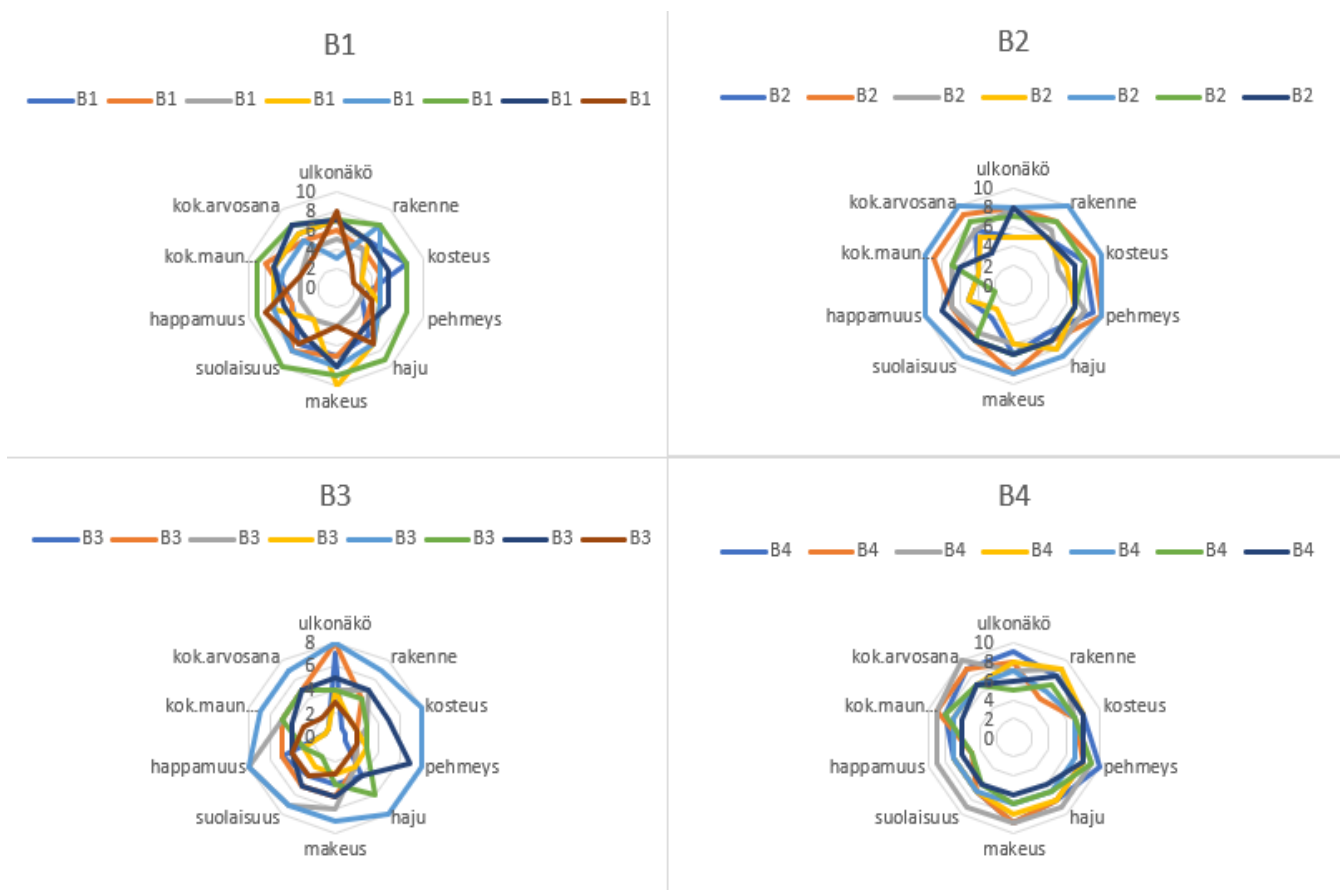 B1
B1 B1 B1 B1 B1 B1 B1 B1
ulkonäkö
10
kok.arvosana 8 rakenne
6
kok.maun... 4 kosteus
2
0
happamuus pehmeys
suolaisuus haju
makeus
B2
B2 B2 B2 B2 B2 B2 B2
ulkonäkö
10
kok.arvosana 8 rakenne
6
kok.maun... 4 kosteus
2
0
happamuus pehmeys
suolaisuus haju
makeus
B3
B3 B3 B3 B3 B3 B3 B3 B3
ulkonäkö
8
kok.arvosana 6 rakenne
4
kok.maun... 2 kosteus
0
happamuus pehmeys
suolaisuus haju
makeus
B4
B4 B4 B4 B4 B4 B4 B4
ulkonäkö
10
kok.arvosana 8 rakenne
6
kok.maun... 4 kosteus
2
0
happamuus pehmeys
suolaisuus haju
makeus